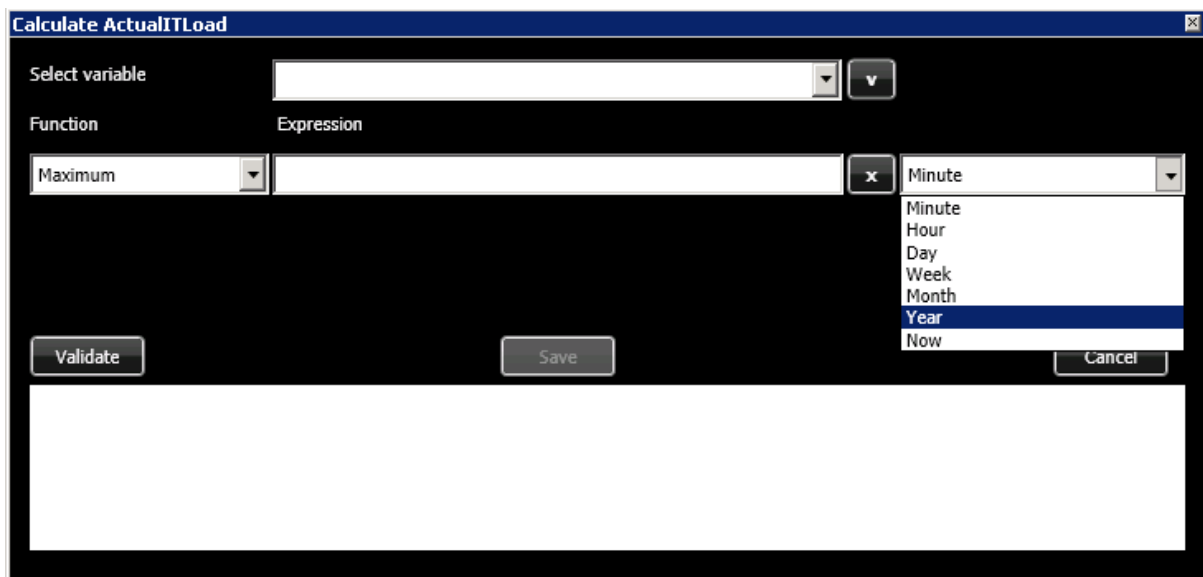 Calculate ActualITLoad
Select variable
v
Function Expression
Maximum x Minute
Minute
Hour
Day
Week
Month
Year
Now
Validate Save Cancel